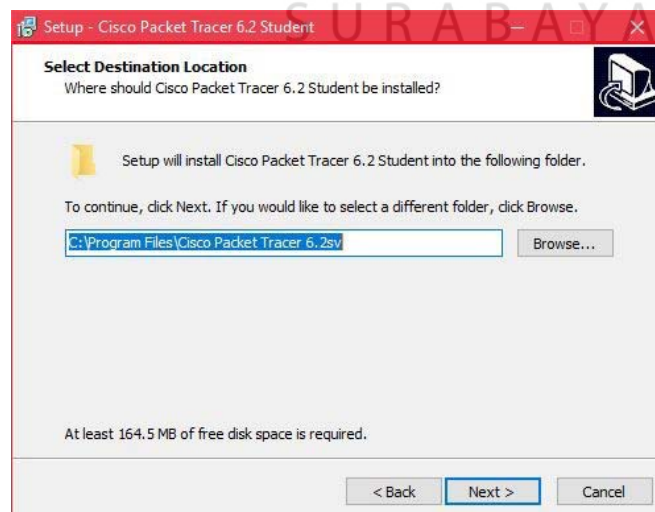 SURABAYA
Setup - Cisco Packet Tracer 6.2 Student
Select Destination Location
Where should Cisco Packet Tracer 6.2 Student be installed?
Setup will install Cisco Packet Tracer 6.2 Student into the following folder.
To continue, click Next. If you would like to select a different folder, click Browse.
C:\Program Files\Cisco Packet Tracer 6.2sv
Browse...
At least 164.5 MB of free disk space is required.
< Back
Next >
Cancel